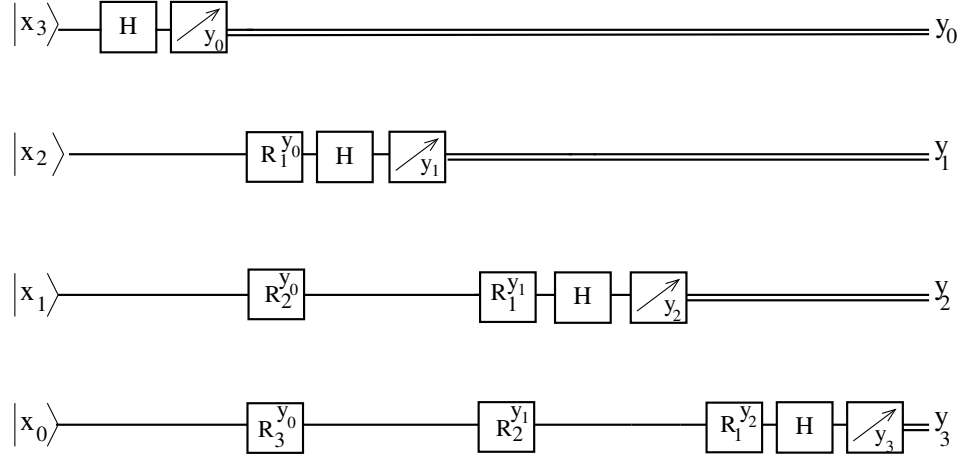 |x₃⟩ H y₀ y₀
|x₂⟩ R₁^y₀ H y₁ y₁
|x₁⟩ R₂^y₀ R₁^y₁ H y₂ y₂
|x₀⟩ R₃^y₀ R₂^y₁ R₁^y₂ H y₃ y₃